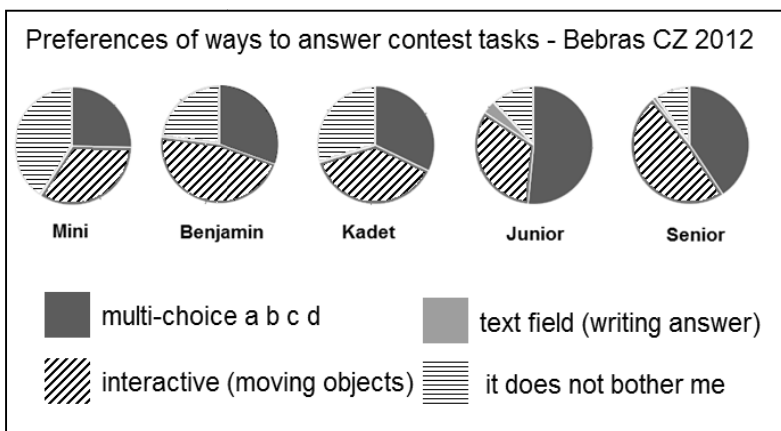 Preferences of ways to answer contest tasks - Bebras CZ 2012
Mini
Benjamin
Kadet
Junior
Senior
multi-choice a b c d
text field (writing answer)
interactive (moving objects)
it does not bother me